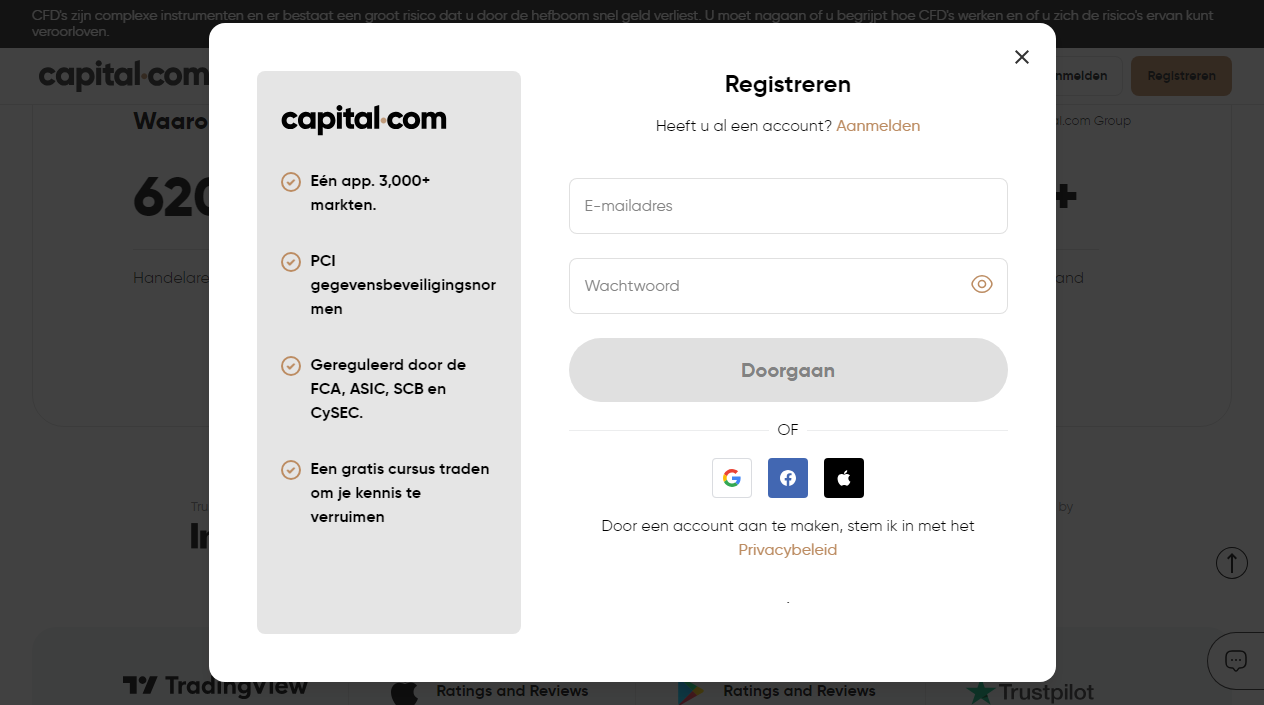 CFD's zijn complexe instrumenten en er bestaat een groot risico dat u door de hefboom snel geld verliest. U moet nagaan of u begrijpt hoe CFD's werken en of u zich de risico's ervan kunt
veroorloven.
capital.com
nmelden
Registreren
Waaro
al.com Group
620
+
Handelare
and
capital.com
Eén app. 3,000+
markten.
PCI
gegevensbeveiligingsnor
men
Gereguleerd door de
FCA, ASIC, SCB en
CySEC.
Een gratis cursus traden
om je kennis te
verruimen
Registreren
Heeft u al een account? Aanmelden
E-mailadres
Wachtwoord
Doorgaan
OF
Door een account aan te maken, stem ik in met het
Privacybeleid
.
Tru
by
In
TradingView
Ratings and Reviews
Ratings and Reviews
Trustpilot